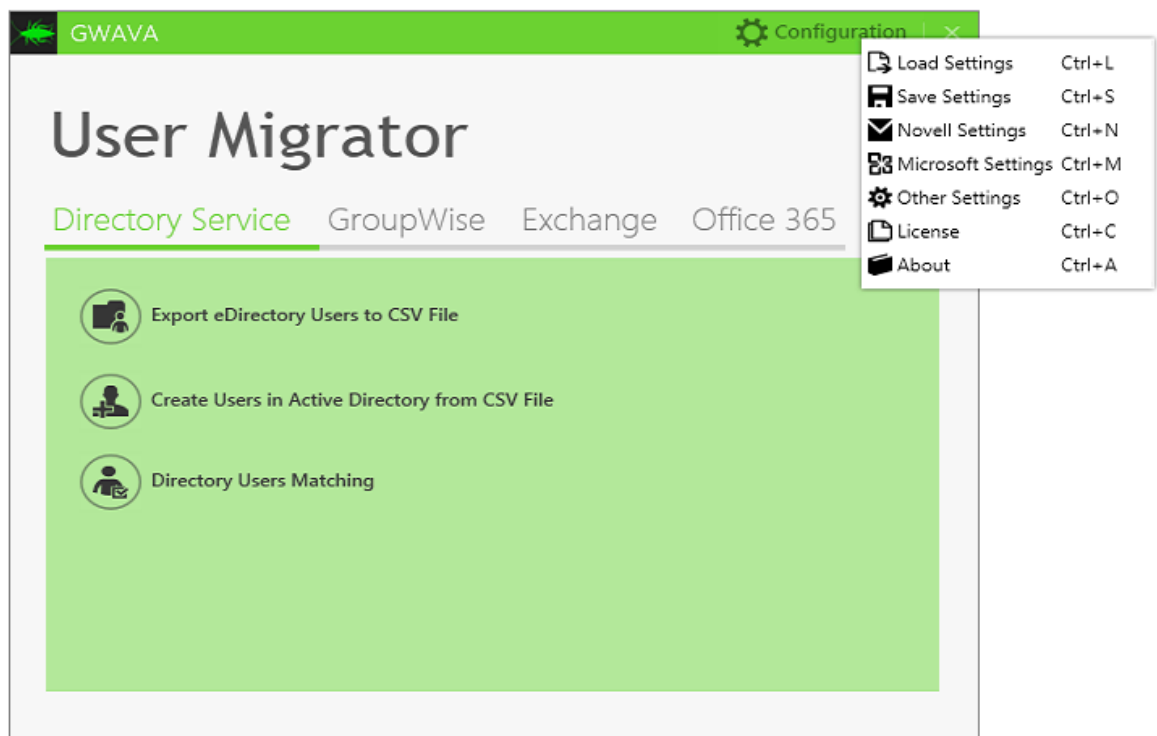 GWAVA
Configuration
Load Settings Ctrl+L
Save Settings Ctrl+S
Novell Settings Ctrl+N
Microsoft Settings Ctrl+M
Other Settings Ctrl+O
License Ctrl+C
About Ctrl+A
User Migrator
Directory Service GroupWise Exchange Office 365
Export eDirectory Users to CSV File
Create Users in Active Directory from CSV File
Directory Users Matching